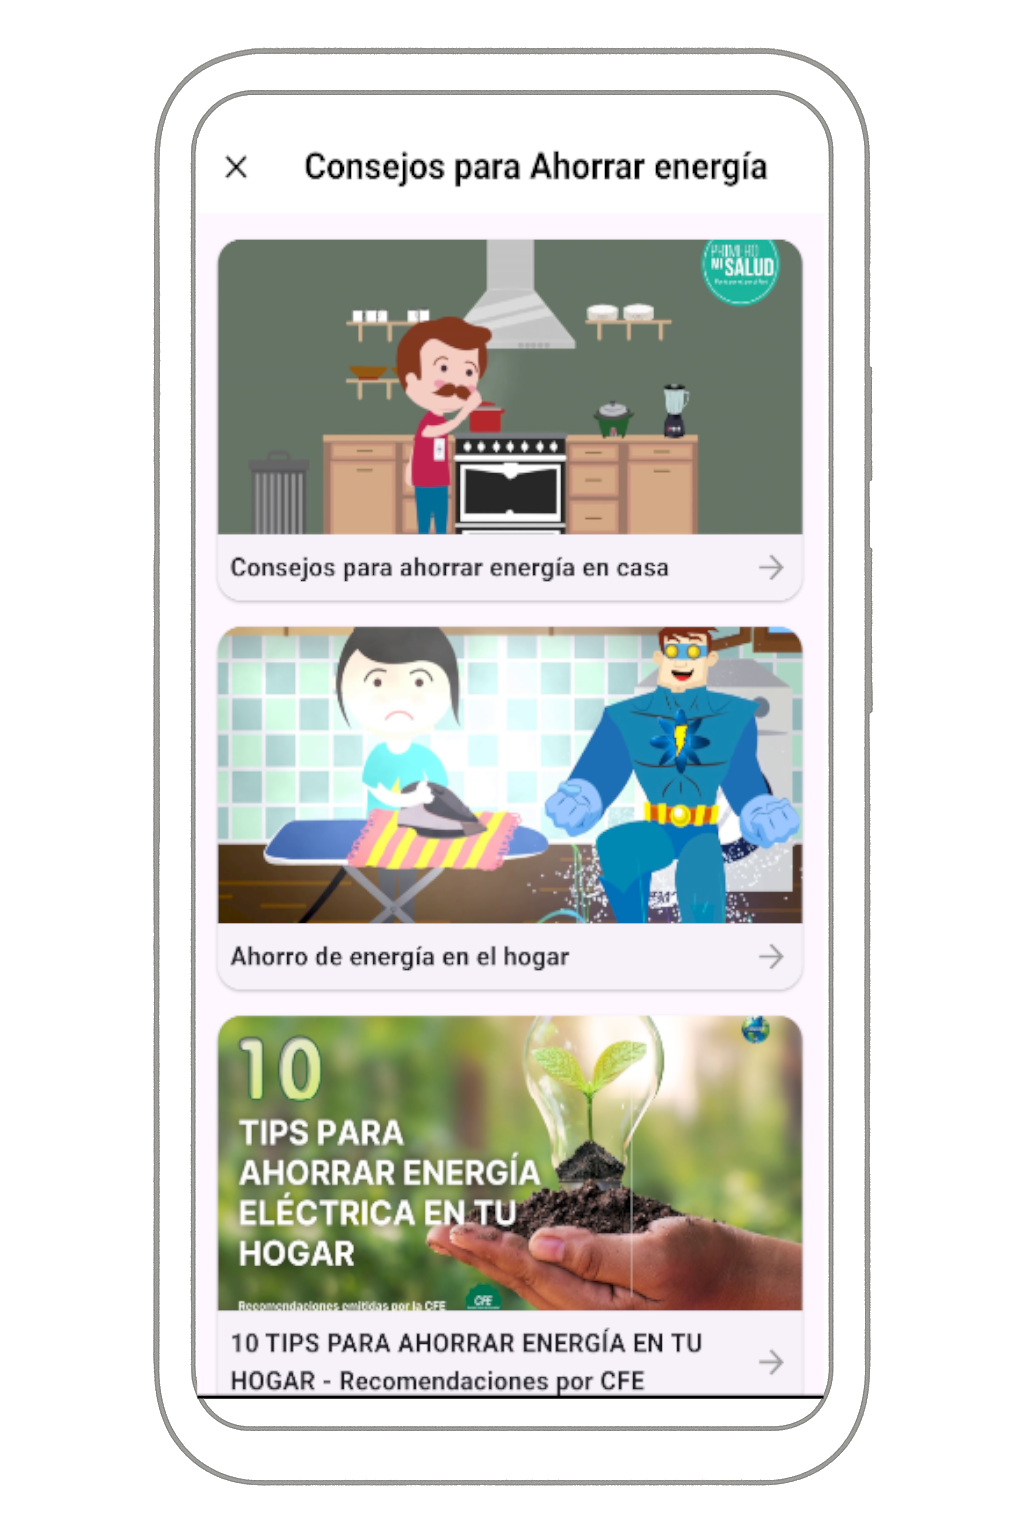 Consejos para Ahorrar energía
PRIMERO
MI SALUD
Consejos para ahorrar energía en casa
Ahorro de energía en el hogar
10
TIPS PARA
AHORRAR ENERGÍA
ELÉCTRICA EN TU
HOGAR
Recomendaciones emitidas por la CFE
CFE
10 TIPS PARA AHORRAR ENERGÍA EN TU
HOGAR - Recomendaciones por CFE